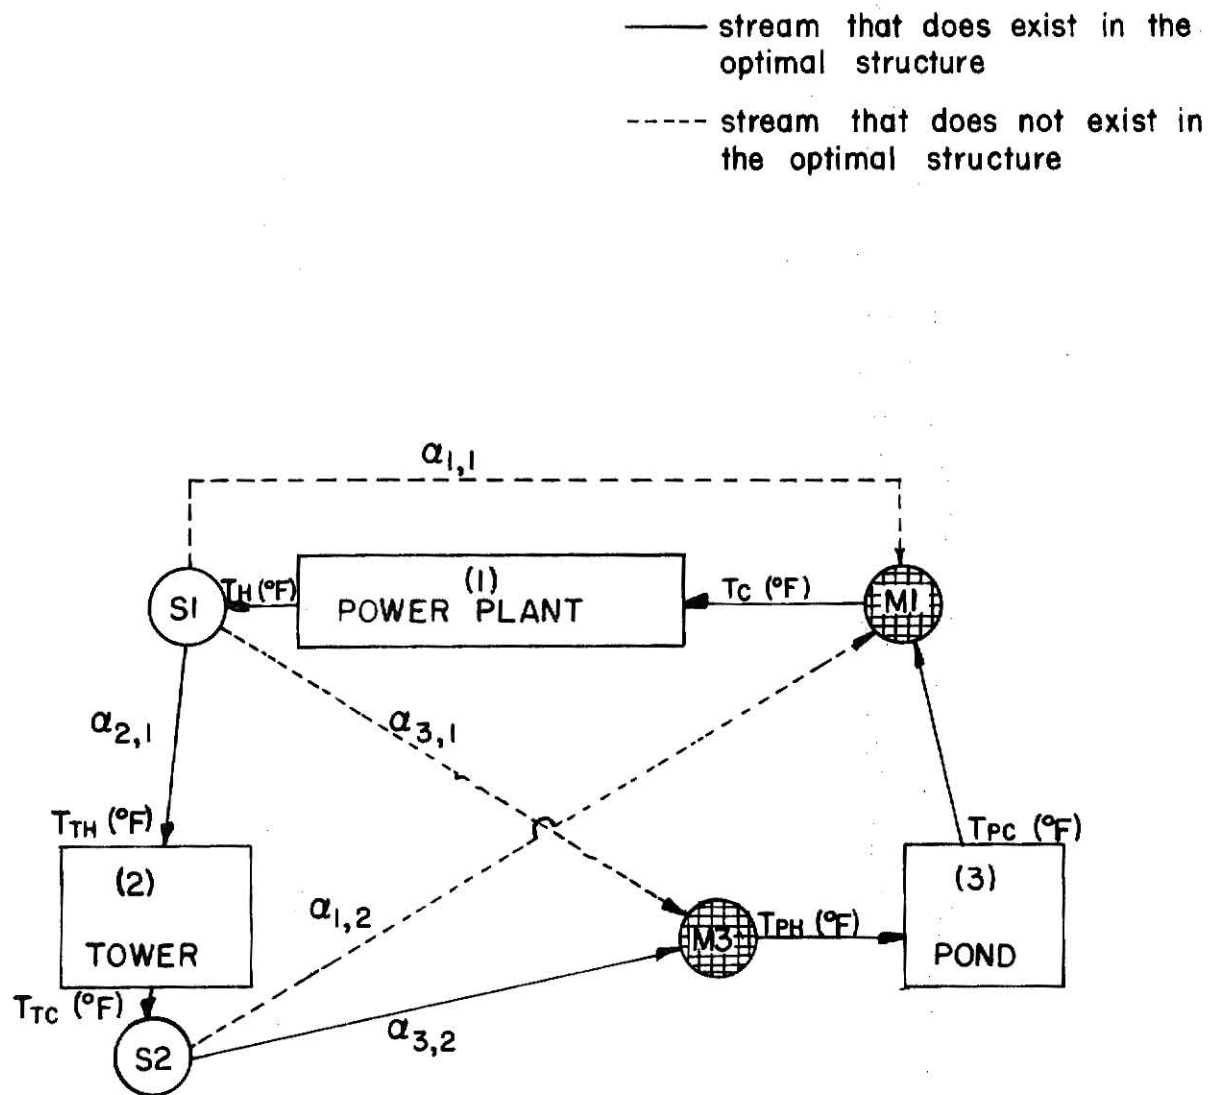 stream that does exist in the
optimal structure
stream that does not exist in
the optimal structure
α1,1
S1
TH (°F)
(1)
POWER PLANT
TC (°F)
M1
α2,1
α3,1
TTH (°F)
TPC (°F)
(2)
TOWER
α1,2
M3
TPH (°F)
(3)
POND
TTC (°F)
S2
α3,2